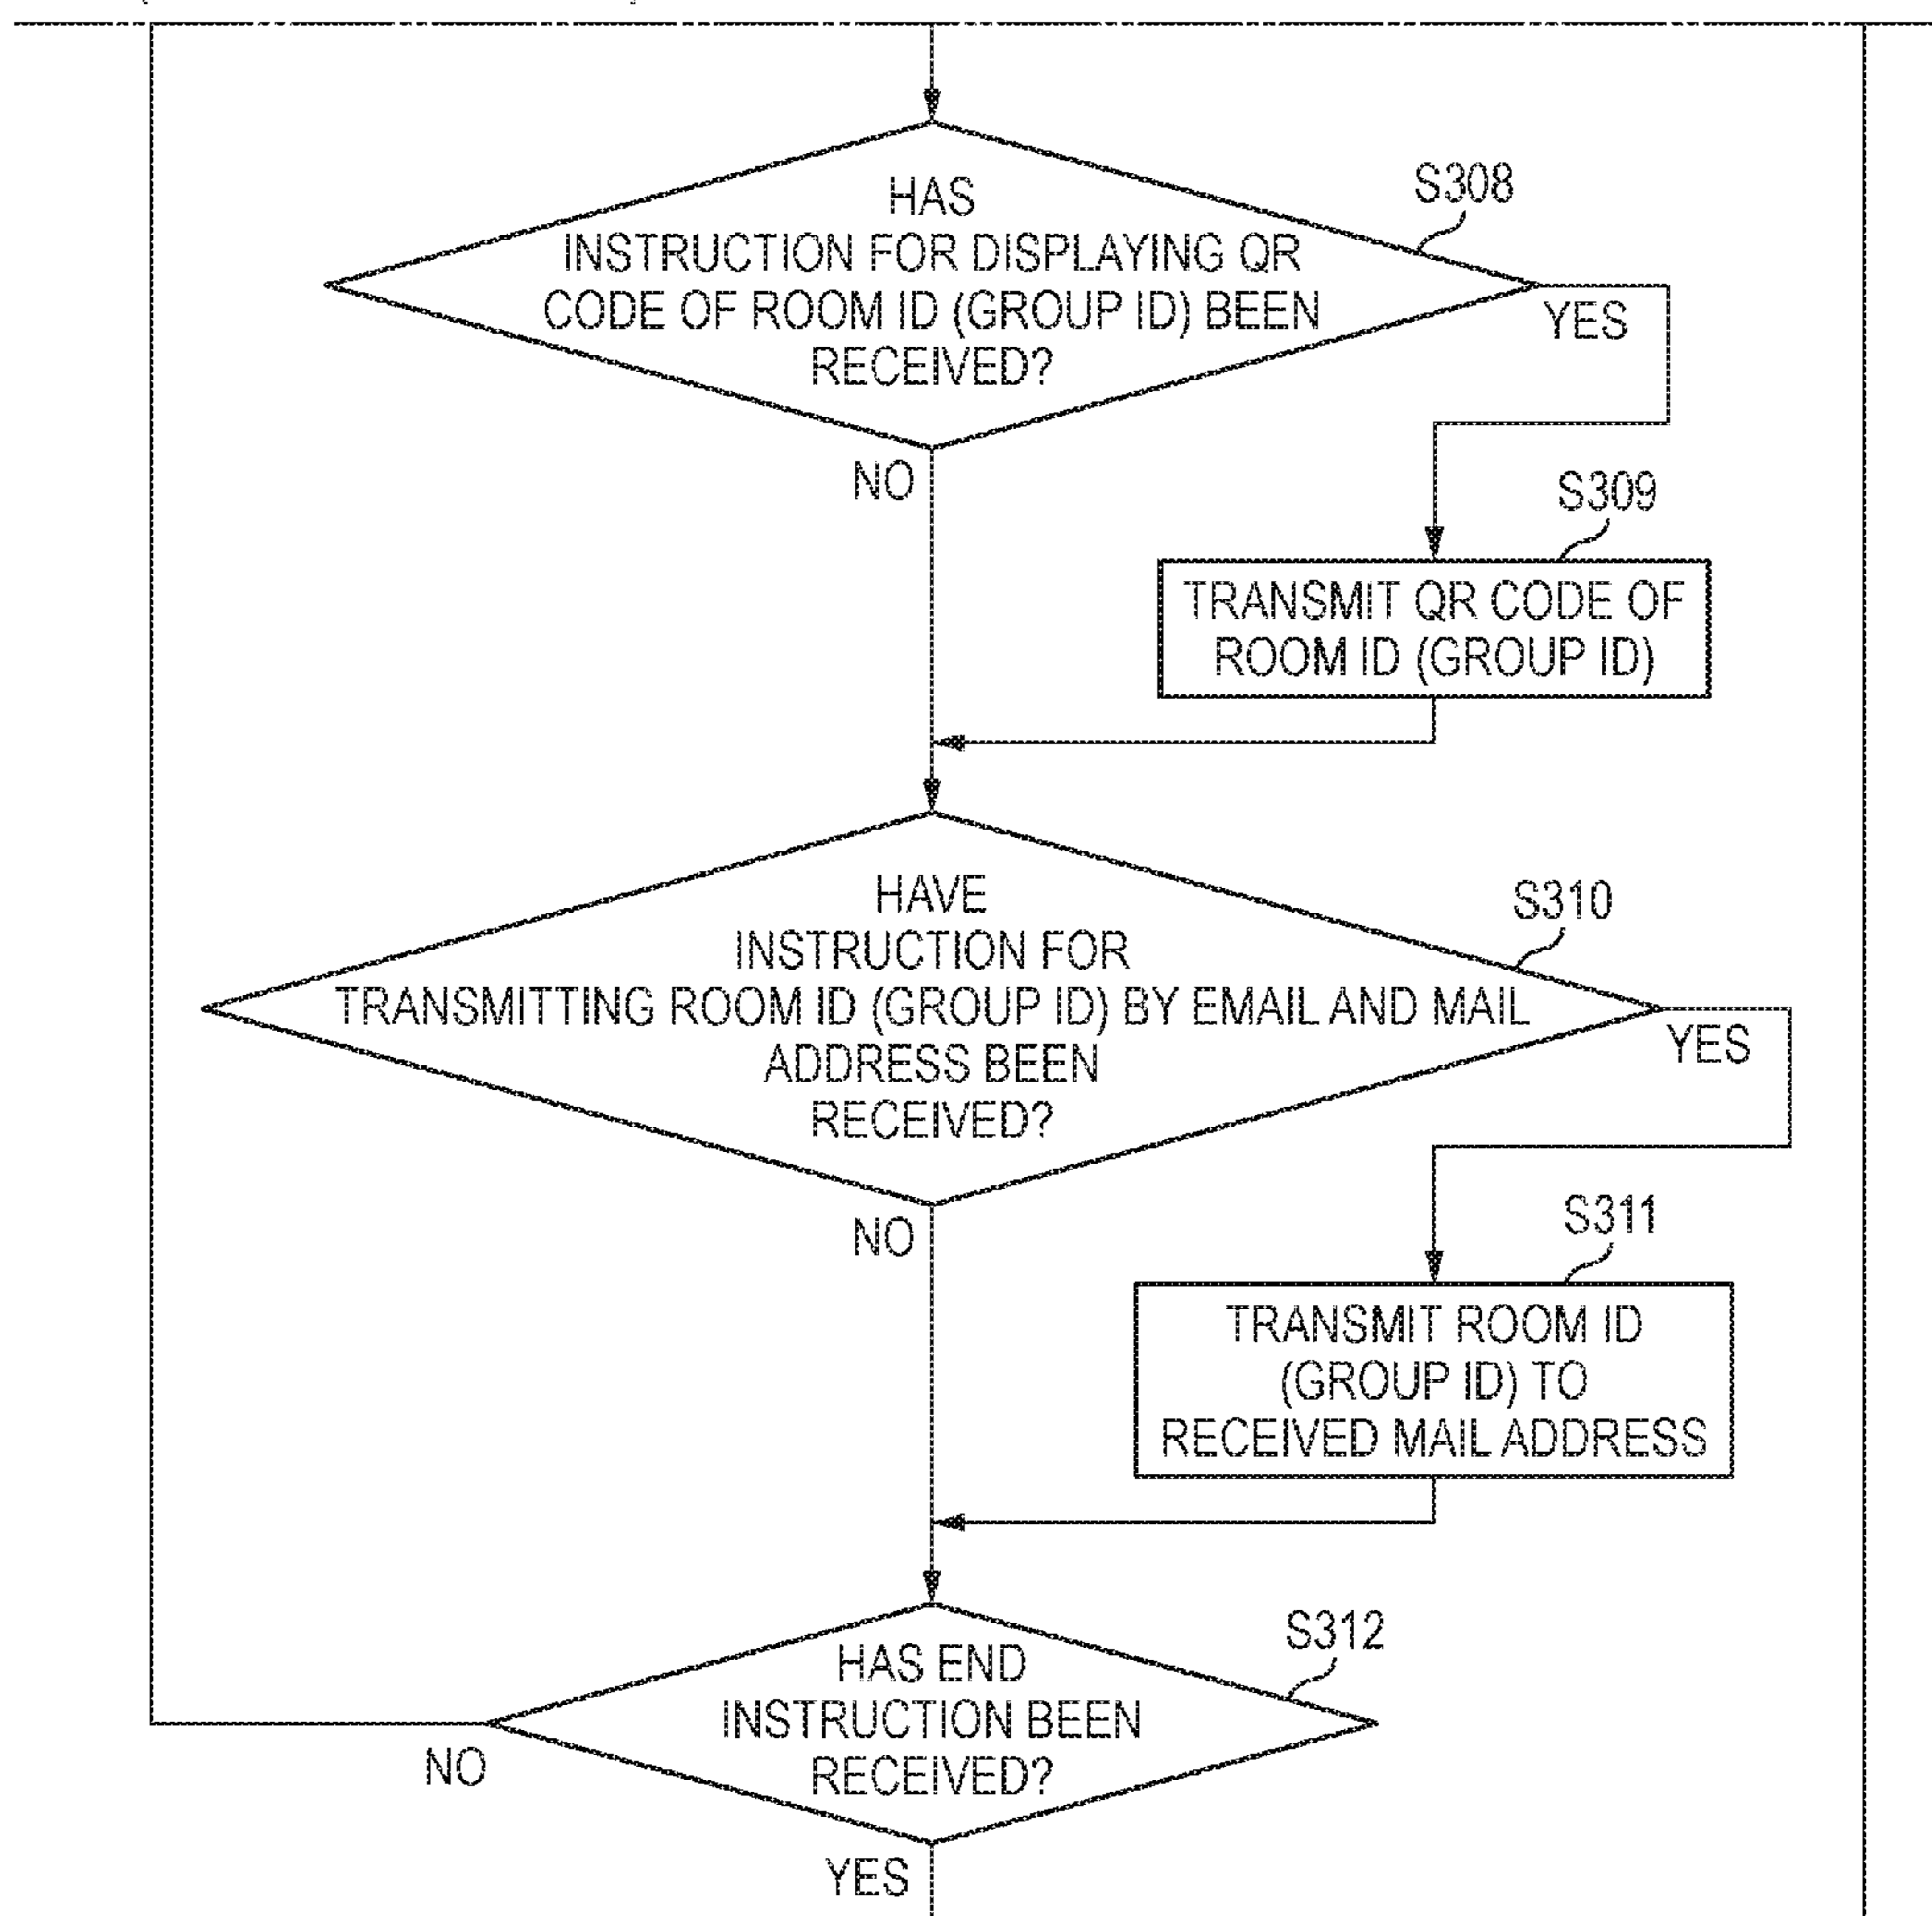 S308
HAS
INSTRUCTION FOR DISPLAYING QR
CODE OF ROOM ID (GROUP ID) BEEN
RECEIVED?
YES
NO
S309
TRANSMIT QR CODE OF
ROOM ID (GROUP ID)
S310
HAVE
INSTRUCTION FOR
TRANSMITTING ROOM ID (GROUP ID) BY EMAIL AND MAIL
ADDRESS BEEN
RECEIVED?
YES
NO
S311
TRANSMIT ROOM ID
(GROUP ID) TO
RECEIVED MAIL ADDRESS
S312
HAS END
INSTRUCTION BEEN
RECEIVED?
NO
YES